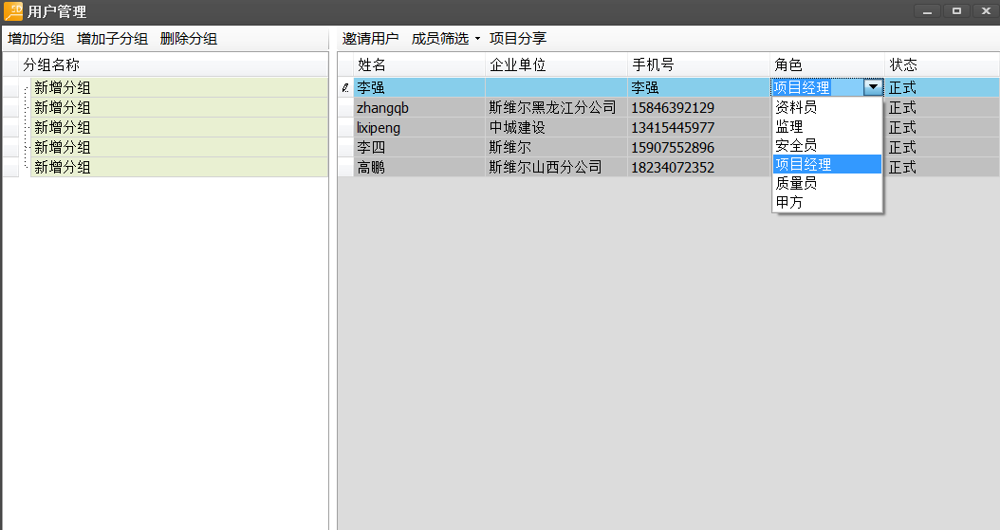 用户管理
增加分组 增加子分组 删除分组
分组名称
新增分组
新增分组
新增分组
新增分组
新增分组
邀请用户 成员筛选 项目分享
姓名 企业单位 手机号 角色 状态
李强 李强 项目经理 正式
zhangqb 斯维尔黑龙江分公司 15846392129 正式
lixipeng 中城建设 13415445977 正式
李四 斯维尔 15907552896 正式
高鹏 斯维尔山西分公司 18234072352 正式
资料员
监理
安全员
项目经理
质量员
甲方